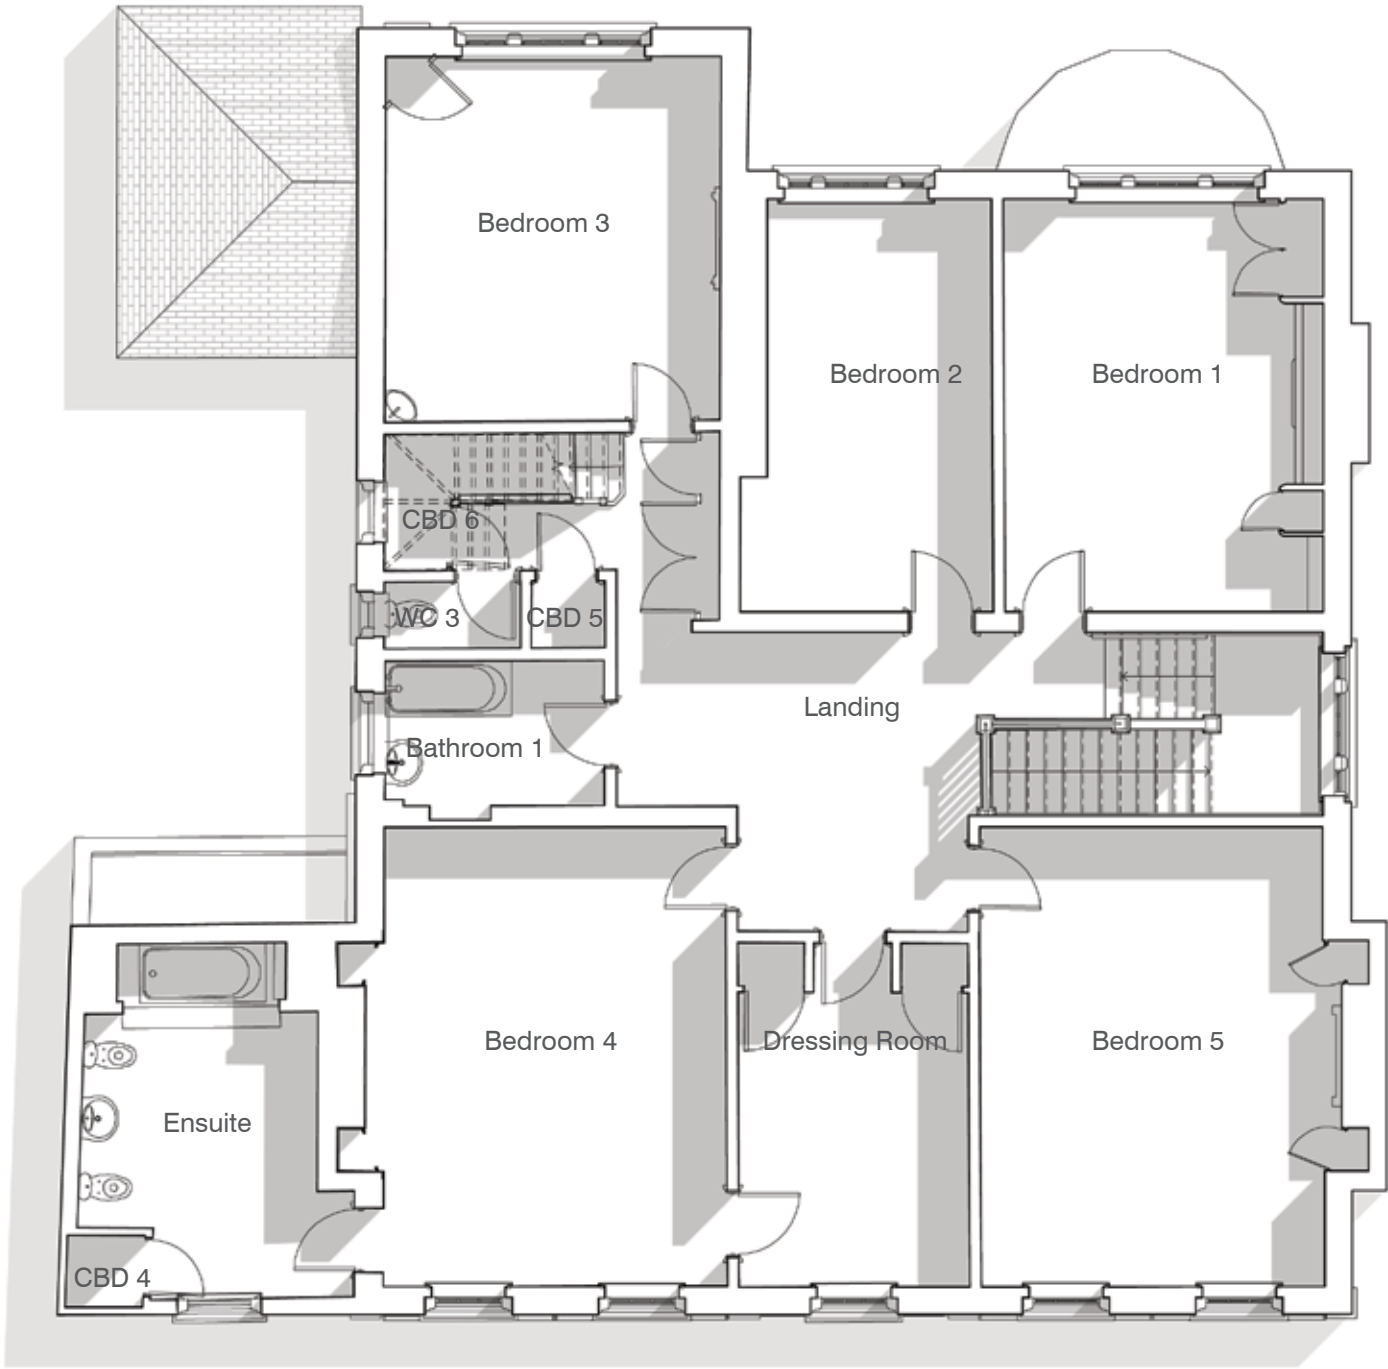 Bedroom 3
Bedroom 2
Bedroom 1
CBD 6
WC 3
CBD 5
Landing
Bathroom 1
Bedroom 4
Dressing Room
Bedroom 5
Ensuite
CBD 4